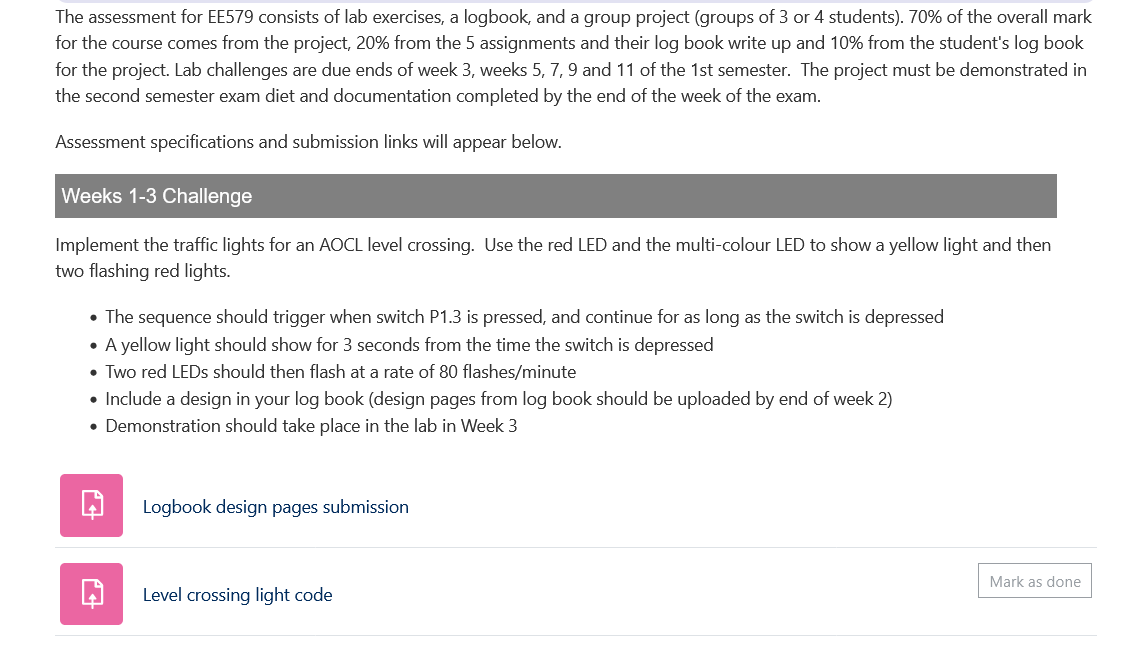 The assessment for EE579 consists of lab exercises, a logbook, and a group project (groups of 3 or 4 students). 70% of the overall mark
for the course comes from the project, 20% from the 5 assignments and their log book write up and 10% from the student's log book
for the project. Lab challenges are due ends of week 3, weeks 5, 7, 9 and 11 of the 1st semester.  The project must be demonstrated in
the second semester exam diet and documentation completed by the end of the week of the exam.
Assessment specifications and submission links will appear below.
Weeks 1-3 Challenge
Implement the traffic lights for an AOCL level crossing.  Use the red LED and the multi-colour LED to show a yellow light and then
two flashing red lights.
• The sequence should trigger when switch P1.3 is pressed, and continue for as long as the switch is depressed
• A yellow light should show for 3 seconds from the time the switch is depressed
• Two red LEDs should then flash at a rate of 80 flashes/minute
• Include a design in your log book (design pages from log book should be uploaded by end of week 2)
• Demonstration should take place in the lab in Week 3
Logbook design pages submission
Level crossing light code
Mark as done